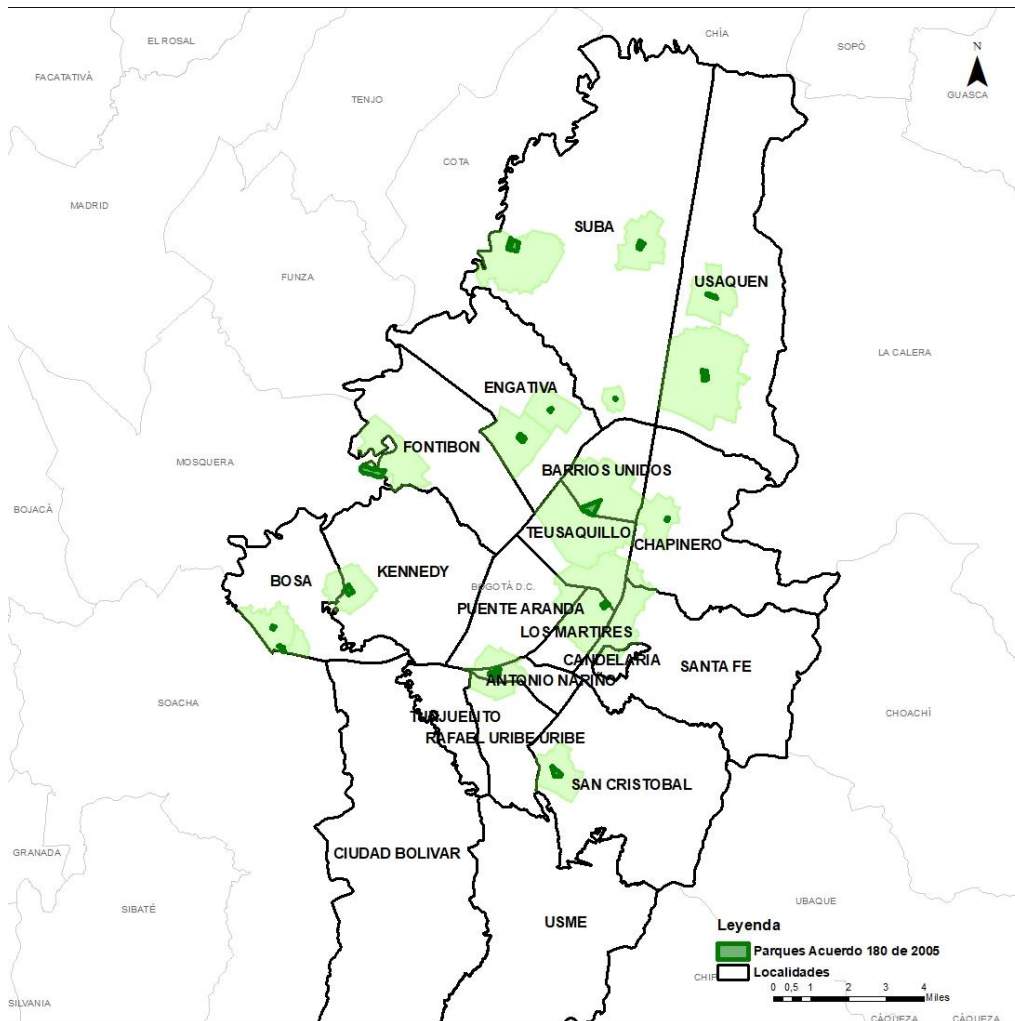 CHÍA
EL ROSAL
SOPÓ
N
FACATATIVÁ
GUASCA
TENJO
COTA
MADRID
SUBA
FUNZA
USAQUEN
LA CALERA
ENGATIVA
FONTIBON
MOSQUERA
BARRIOS UNIDOS
BOJACÁ
TEUSAQUILLO
CHAPINERO
KENNEDY
BOSA
BOGOTÁ D.C.
PUENTE ARANDA
LOS MARTIRES
CANDELARIA
SANTA FE
ANTONIO NARIÑO
SOACHA
CHOACHÍ
TUNJUELITO
RAFAEL URIBE URIBE
SAN CRISTOBAL
GRANADA
CIUDAD BOLIVAR
SIBATÉ
UBAQUE
USME
Leyenda
Parques Acuerdo 180 de 2005
Localidades
CHIP
0 0,5 1 2 3 4
Miles
SILVANIA
CÁQUEZA CÁQUEZA